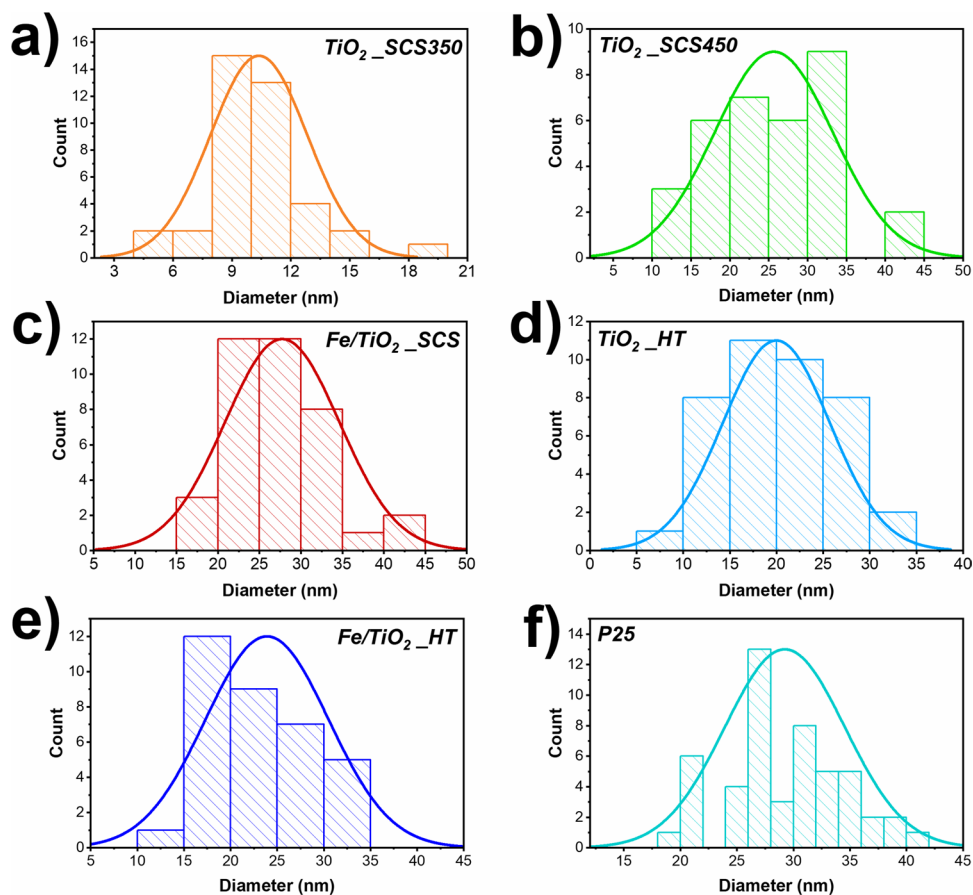 a)
TiO2 _SCS350
16
14
12
10
8
6
4
2
0
Count
3 6 9 12 15 18 21
Diameter (nm)
b)
TiO2 _SCS450
10
8
6
4
2
0
Count
5 10 15 20 25 30 35 40 45 50
Diameter (nm)
c)
Fe/TiO2 _SCS
12
10
8
6
4
2
0
Count
5 10 15 20 25 30 35 40 45 50
Diameter (nm)
d)
TiO2 _HT
12
10
8
6
4
2
0
Count
0 5 10 15 20 25 30 35 40
Diameter (nm)
e)
Fe/TiO2 _HT
12
10
8
6
4
2
0
Count
5 10 15 20 25 30 35 40 45
Diameter (nm)
f)
P25
14
12
10
8
6
4
2
0
Count
15 20 25 30 35 40 45
Diameter (nm)